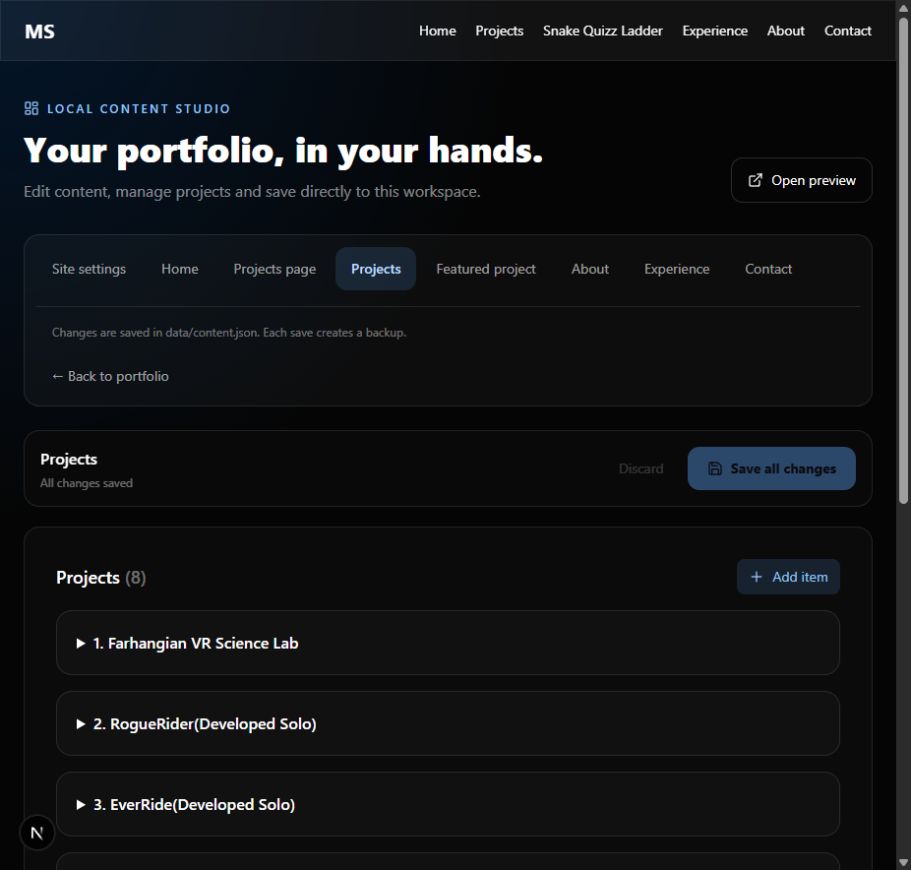 MS
Home Projects Snake Quizz Ladder Experience About Contact
LOCAL CONTENT STUDIO
Your portfolio, in your hands.
Edit content, manage projects and save directly to this workspace.
Open preview
Site settings Home Projects page Projects Featured project About Experience Contact
Changes are saved in data/content.json. Each save creates a backup.
← Back to portfolio
Projects
All changes saved
Discard
Save all changes
Projects (8)
+ Add item
▶ 1. Farhangian VR Science Lab
▶ 2. RogueRider(Developed Solo)
▶ 3. EverRide(Developed Solo)
N